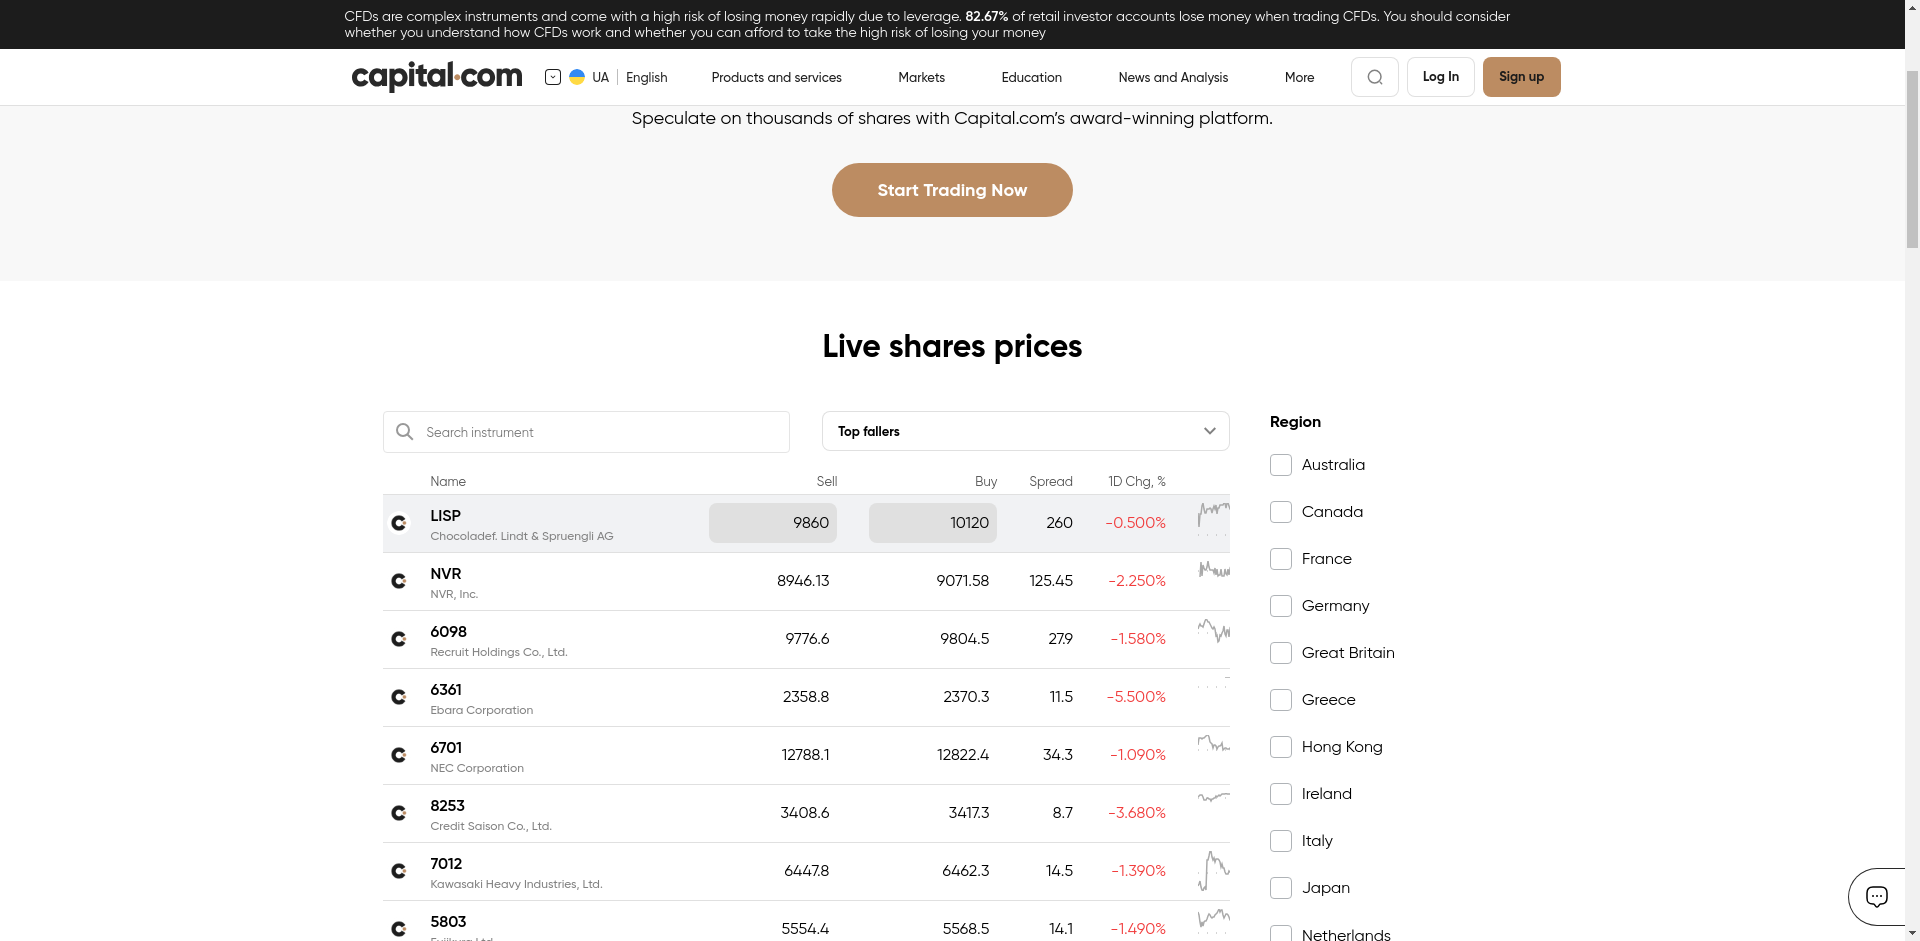 CFDs are complex instruments and come with a high risk of losing money rapidly due to leverage. 82.67% of retail investor accounts lose money when trading CFDs. You should consider
whether you understand how CFDs work and whether you can afford to take the high risk of losing your money
capital.com UA English Products and services Markets Education News and Analysis More Log In Sign up
Speculate on thousands of shares with Capital.com’s award-winning platform.
Start Trading Now
Live shares prices
Search instrument Top fallers Region
Name Sell Buy Spread 1D Chg, %
LISP 9860 10120 260 -0.500%
Chocoladef. Lindt & Spruengli AG
NVR 8946.13 9071.58 125.45 -2.250%
NVR, Inc.
6098 9776.6 9804.5 27.9 -1.580%
Recruit Holdings Co., Ltd.
6361 2358.8 2370.3 11.5 -5.500%
Ebara Corporation
6701 12788.1 12822.4 34.3 -1.090%
NEC Corporation
8253 3408.6 3417.3 8.7 -3.680%
Credit Saison Co., Ltd.
7012 6447.8 6462.3 14.5 -1.390%
Kawasaki Heavy Industries, Ltd.
5803 5554.4 5568.5 14.1 -1.490%
Australia
Canada
France
Germany
Great Britain
Greece
Hong Kong
Ireland
Italy
Japan
Netherlands